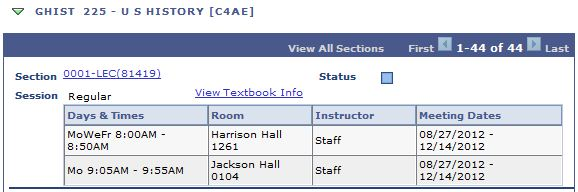 GHIST 225 - U S HISTORY [C4AE]
View All Sections First 1-44 of 44 Last
Section 0001-LEC(81419) Status
Session Regular View Textbook Info
Days & Times Room Instructor Meeting Dates
MoWeFr 8:00AM - 8:50AM Harrison Hall 1261 Staff 08/27/2012 - 12/14/2012
Mo 9:05AM - 9:55AM Jackson Hall 0104 Staff 08/27/2012 - 12/14/2012